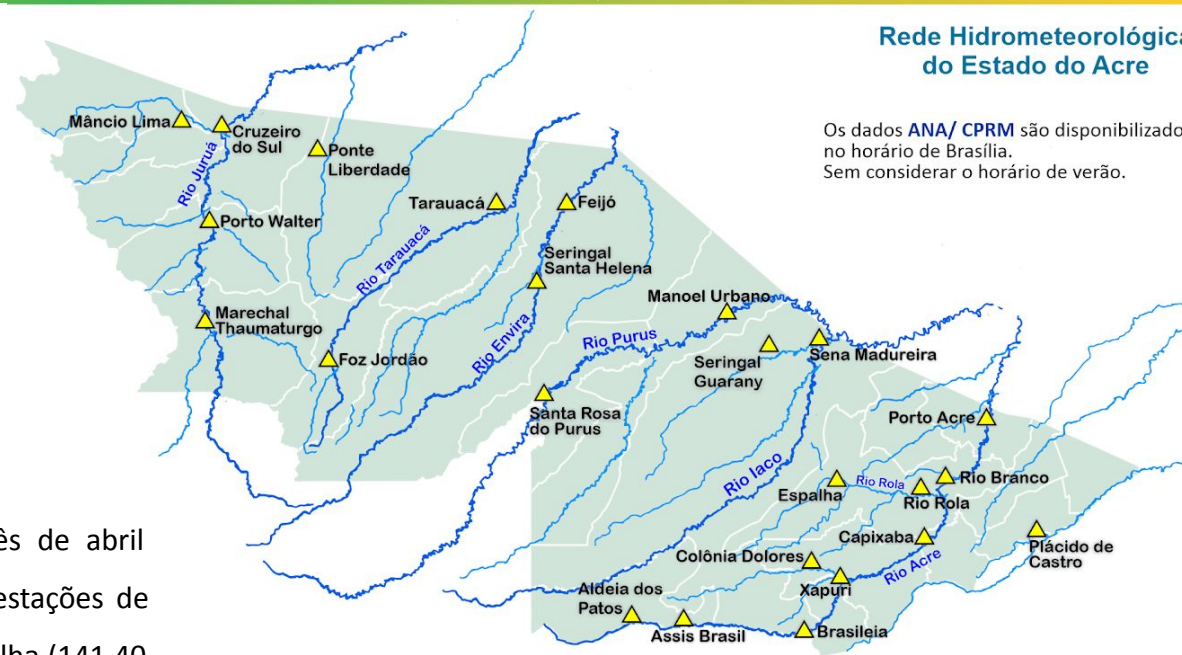 Rede Hidrometeorológica
do Estado do Acre
Os dados ANA/ CPRM são disponibilizado
no horário de Brasília.
Sem considerar o horário de verão.
Mâncio Lima
Cruzeiro
do Sul
Ponte
Liberdade
Rio Juruá
Porto Walter
Tarauacá
Feijó
Rio Tarauacá
Seringal
Santa Helena
Marechal
Thaumaturgo
Foz Jordão
Rio Envira
Manoel Urbano
Rio Purus
Seringal
Guarany
Sena Madureira
Santa Rosa
do Purus
Porto Acre
Rio Iaco
Espalha
Rio Rola
Rio Rola
Rio Branco
Capixaba
Plácido de
Castro
Colônia Dolores
Rio Acre
Xapuri
Aldeia dos
Patos
Assis Brasil
Brasileia
ês de abril
estações de
lha (141,40